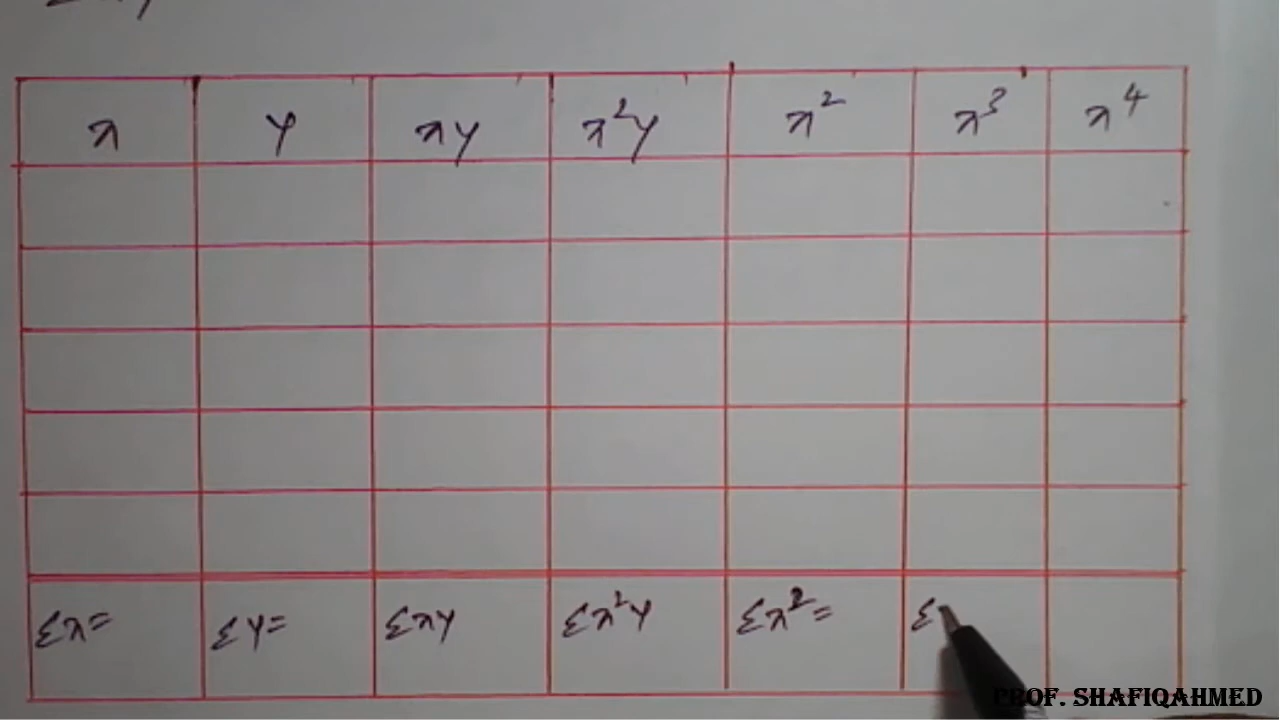 x y xy x²y x² x³ x⁴
Σx= Σy= Σxy Σx²y Σx²= Σ
PROF. SHAFIQAHMED